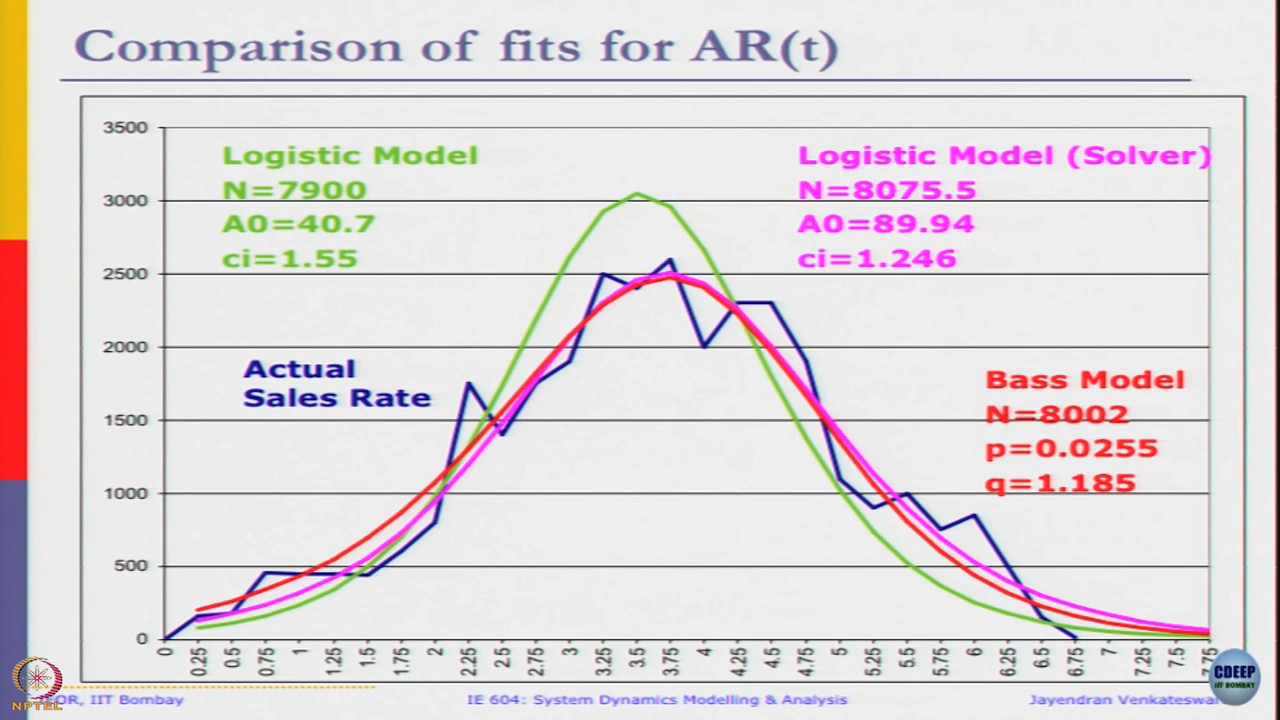 Comparison of fits for AR(t)
3500
3000
2500
2000
1500
1000
500
0
Logistic Model
N=7900
A0=40.7
ci=1.55
Logistic Model (Solver)
N=8075.5
A0=89.94
ci=1.246
Actual
Sales Rate
Bass Model
N=8002
p=0.0255
q=1.185
0 0.25 0.5 0.75 1 1.25 1.5 1.75 2 2.25 2.5 2.75 3 3.25 3.5 3.75 4 4.25 4.5 4.75 5 5.25 5.5 5.75 6 6.25 6.5 6.75 7 7.25 7.5 7.75
IIT Bombay
IE 604: System Dynamics Modelling & Analysis
Jayendran
NPTEL
CDEEP
IIT BOMBAY